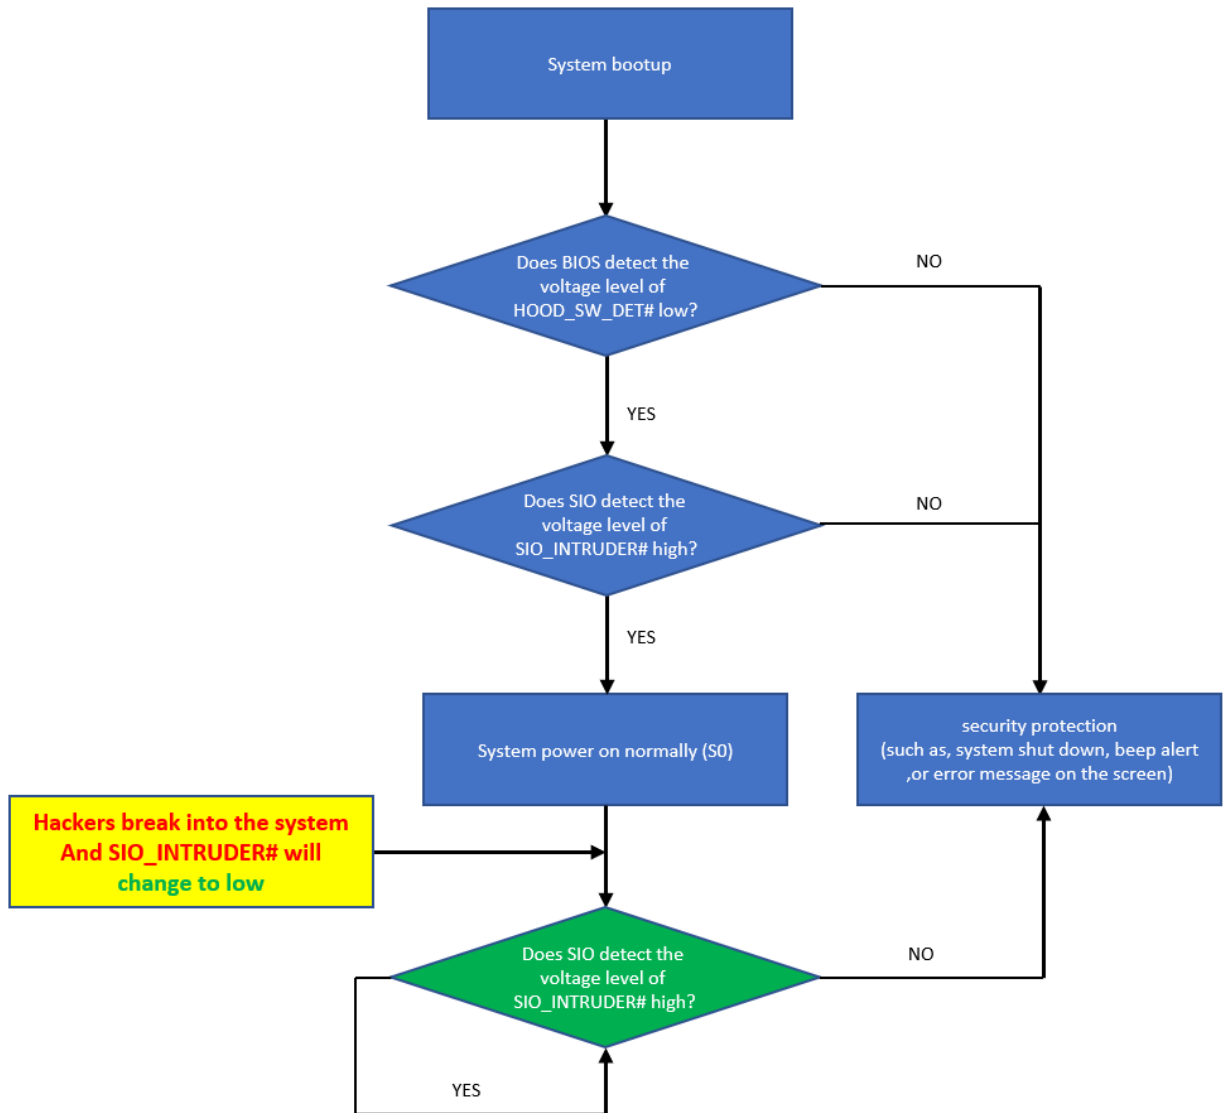 System bootup
Does BIOS detect the
voltage level of
HOOD_SW_DET# low?
NO
YES
Does SIO detect the
voltage level of
SIO_INTRUDER# high?
NO
YES
System power on normally (S0)
security protection
(such as, system shut down, beep alert
,or error message on the screen)
Hackers break into the system
And SIO_INTRUDER# will
change to low
Does SIO detect the
voltage level of
SIO_INTRUDER# high?
NO
YES